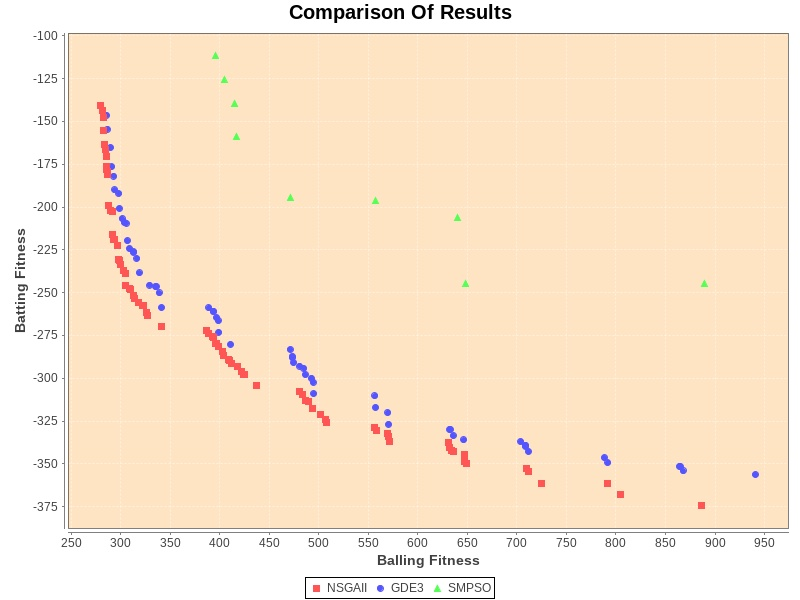 Comparison Of Results
Batting Fitness
-100
-125
-150
-175
-200
-225
-250
-275
-300
-325
-350
-375
250 300 350 400 450 500 550 600 650 700 750 800 850 900 950
Balling Fitness
NSGAII GDE3 SMPSO